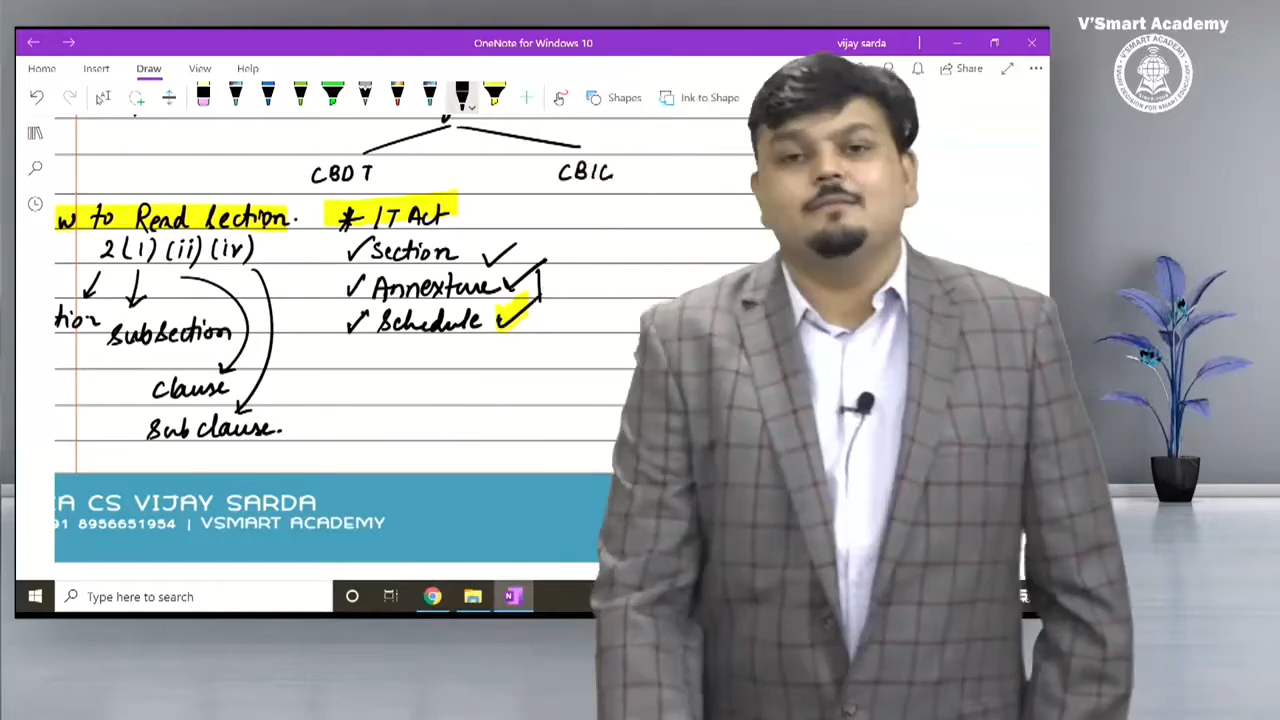 V'Smart Academy
OneNote for Windows 10
vijay sarda
Home Insert Draw View Help
Share
Shapes
Ink to Shape
CBDT CBIC
w to Read Section.
* IT Act
2(1)(ii)(iv)
✓Section ✓
✓ Annexture ✓
tion
Subsection
✓ Schedule ✓
Clause
Sub clause.
CA CS VIJAY SARDA
91 8956651954 | VSMART ACADEMY
Type here to search